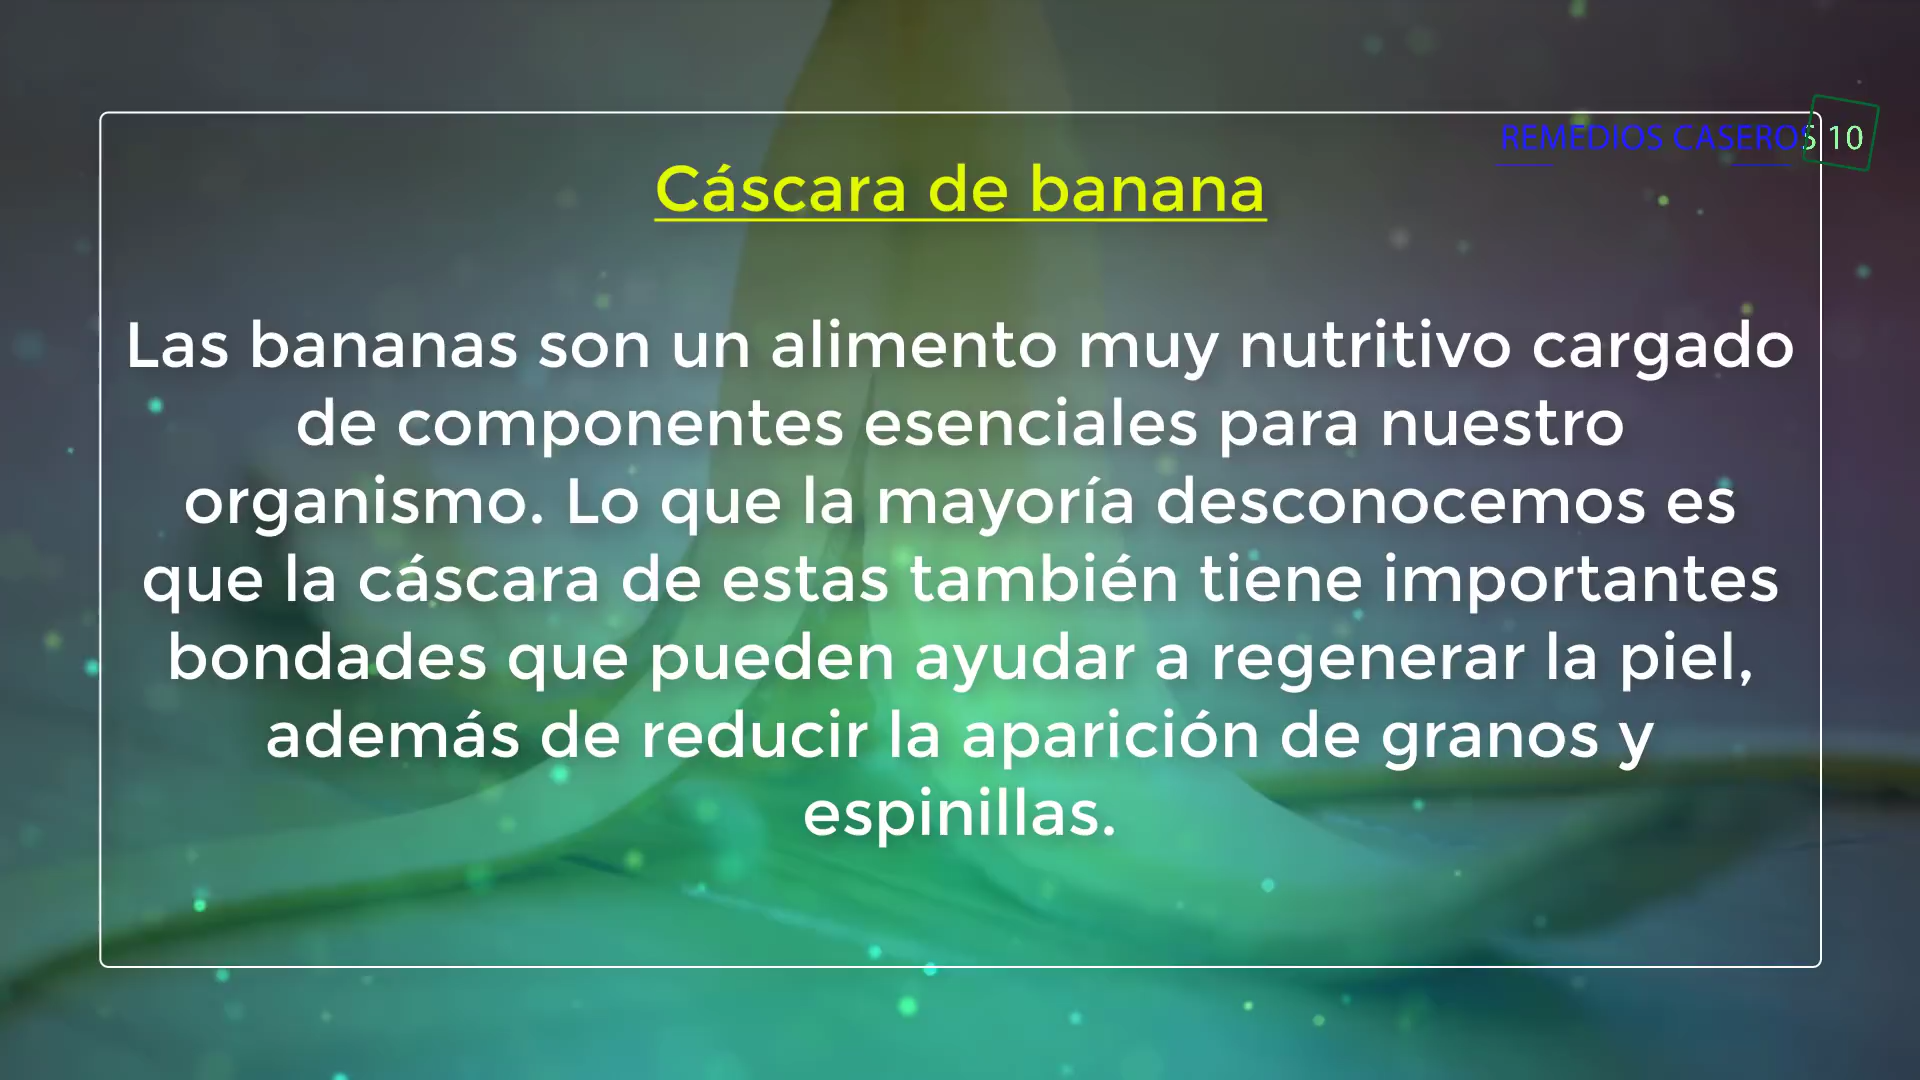 REMEDIOS CASEROS 10
Cáscara de banana
Las bananas son un alimento muy nutritivo cargado
de componentes esenciales para nuestro
organismo. Lo que la mayoría desconocemos es
que la cáscara de estas también tiene importantes
bondades que pueden ayudar a regenerar la piel,
además de reducir la aparición de granos y
espinillas.